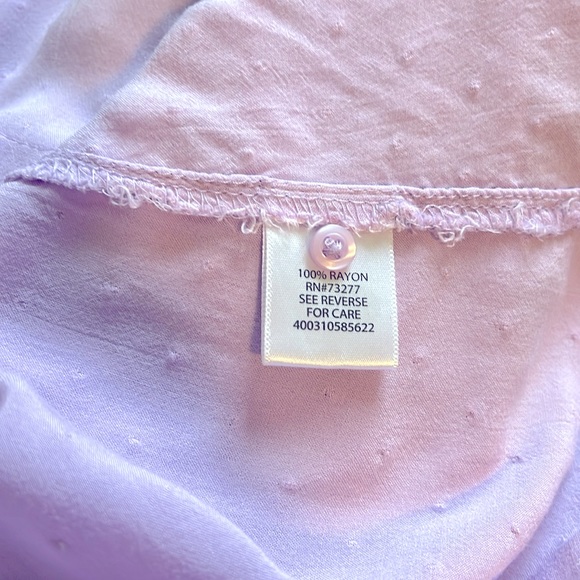 100% RAYON
RN#73277
SEE REVERSE
FOR CARE
400310585622